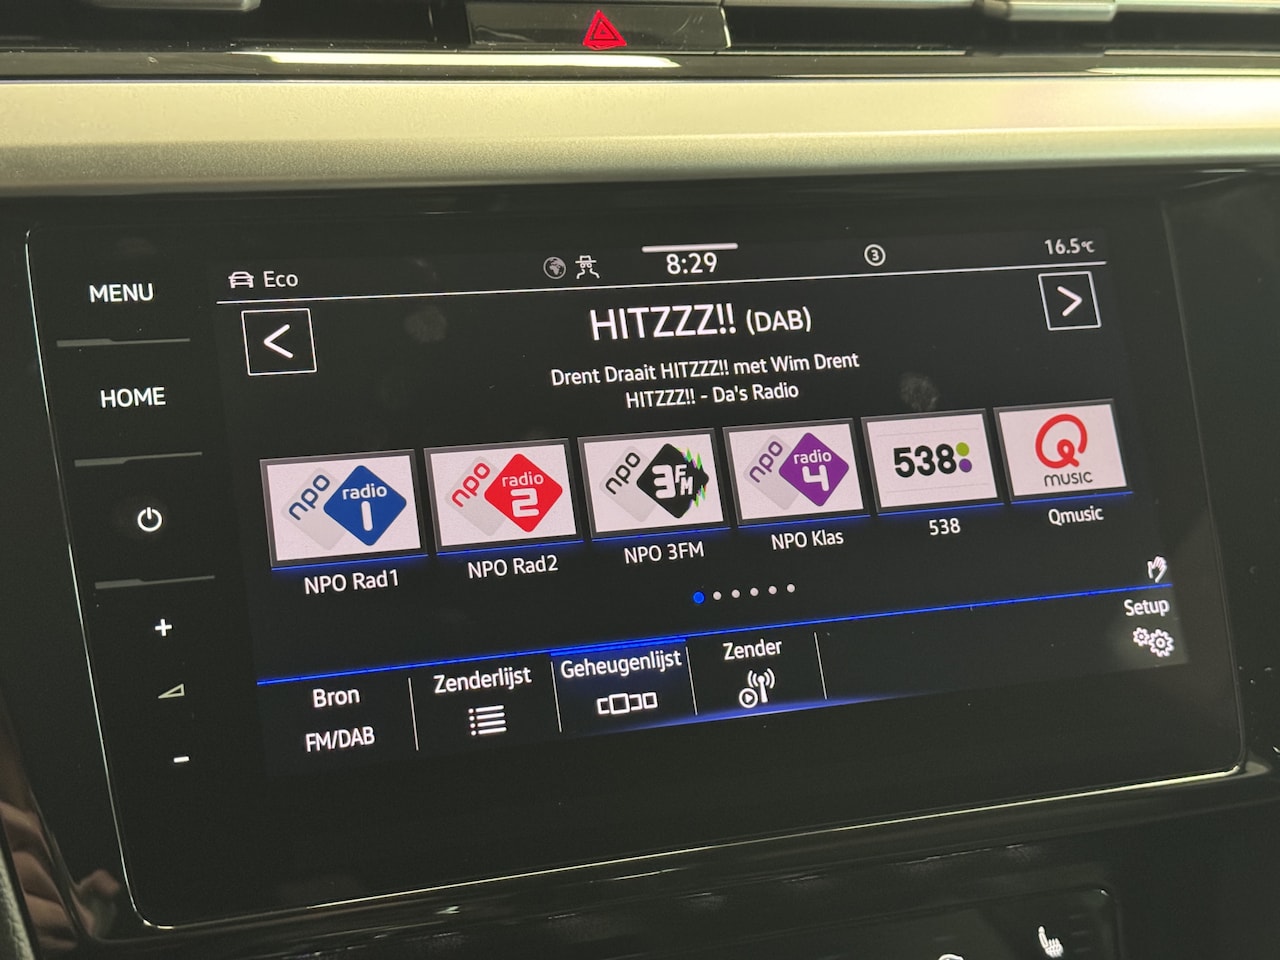 MENU
HOME
+
-
Eco
8:29
3
16.5°C
<
HITZZZ!! (DAB)
>
Drent Draait HITZZZ!! met Wim Drent
HITZZZ!! - Da's Radio
npo radio 1
npo radio 2
npo 3FM
npo radio 4
538
Q MUSIC
NPO Rad1
NPO Rad2
NPO 3FM
NPO Klas
538
Qmusic
Setup
Bron
FM/DAB
Zenderlijst
Geheugenlijst
Zender